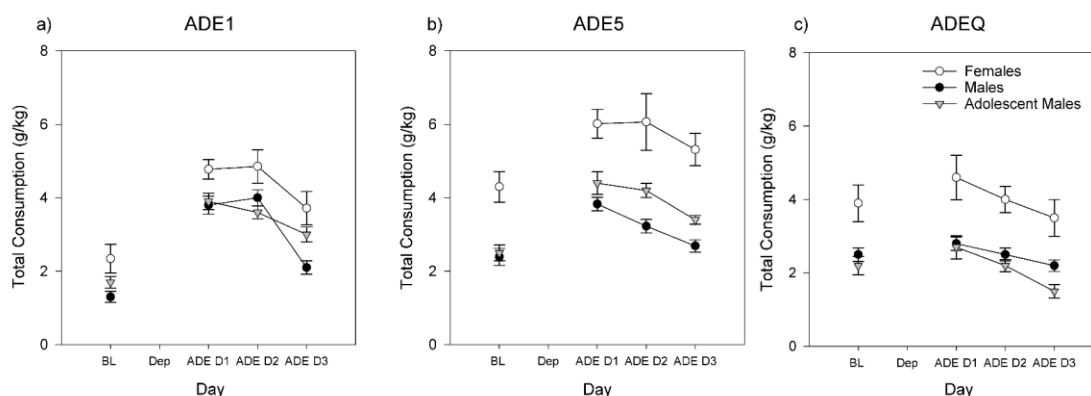 a) ADE1
Total Consumption (g/kg)
8
6
4
2
0
BL Dep ADE D1 ADE D2 ADE D3
Day
b) ADE5
Total Consumption (g/kg)
8
6
4
2
0
BL Dep ADE D1 ADE D2 ADE D3
Day
c) ADEQ
Total Consumption (g/kg)
8
6
4
2
0
Females
Males
Adolescent Males
BL Dep ADE D1 ADE D2 ADE D3
Day